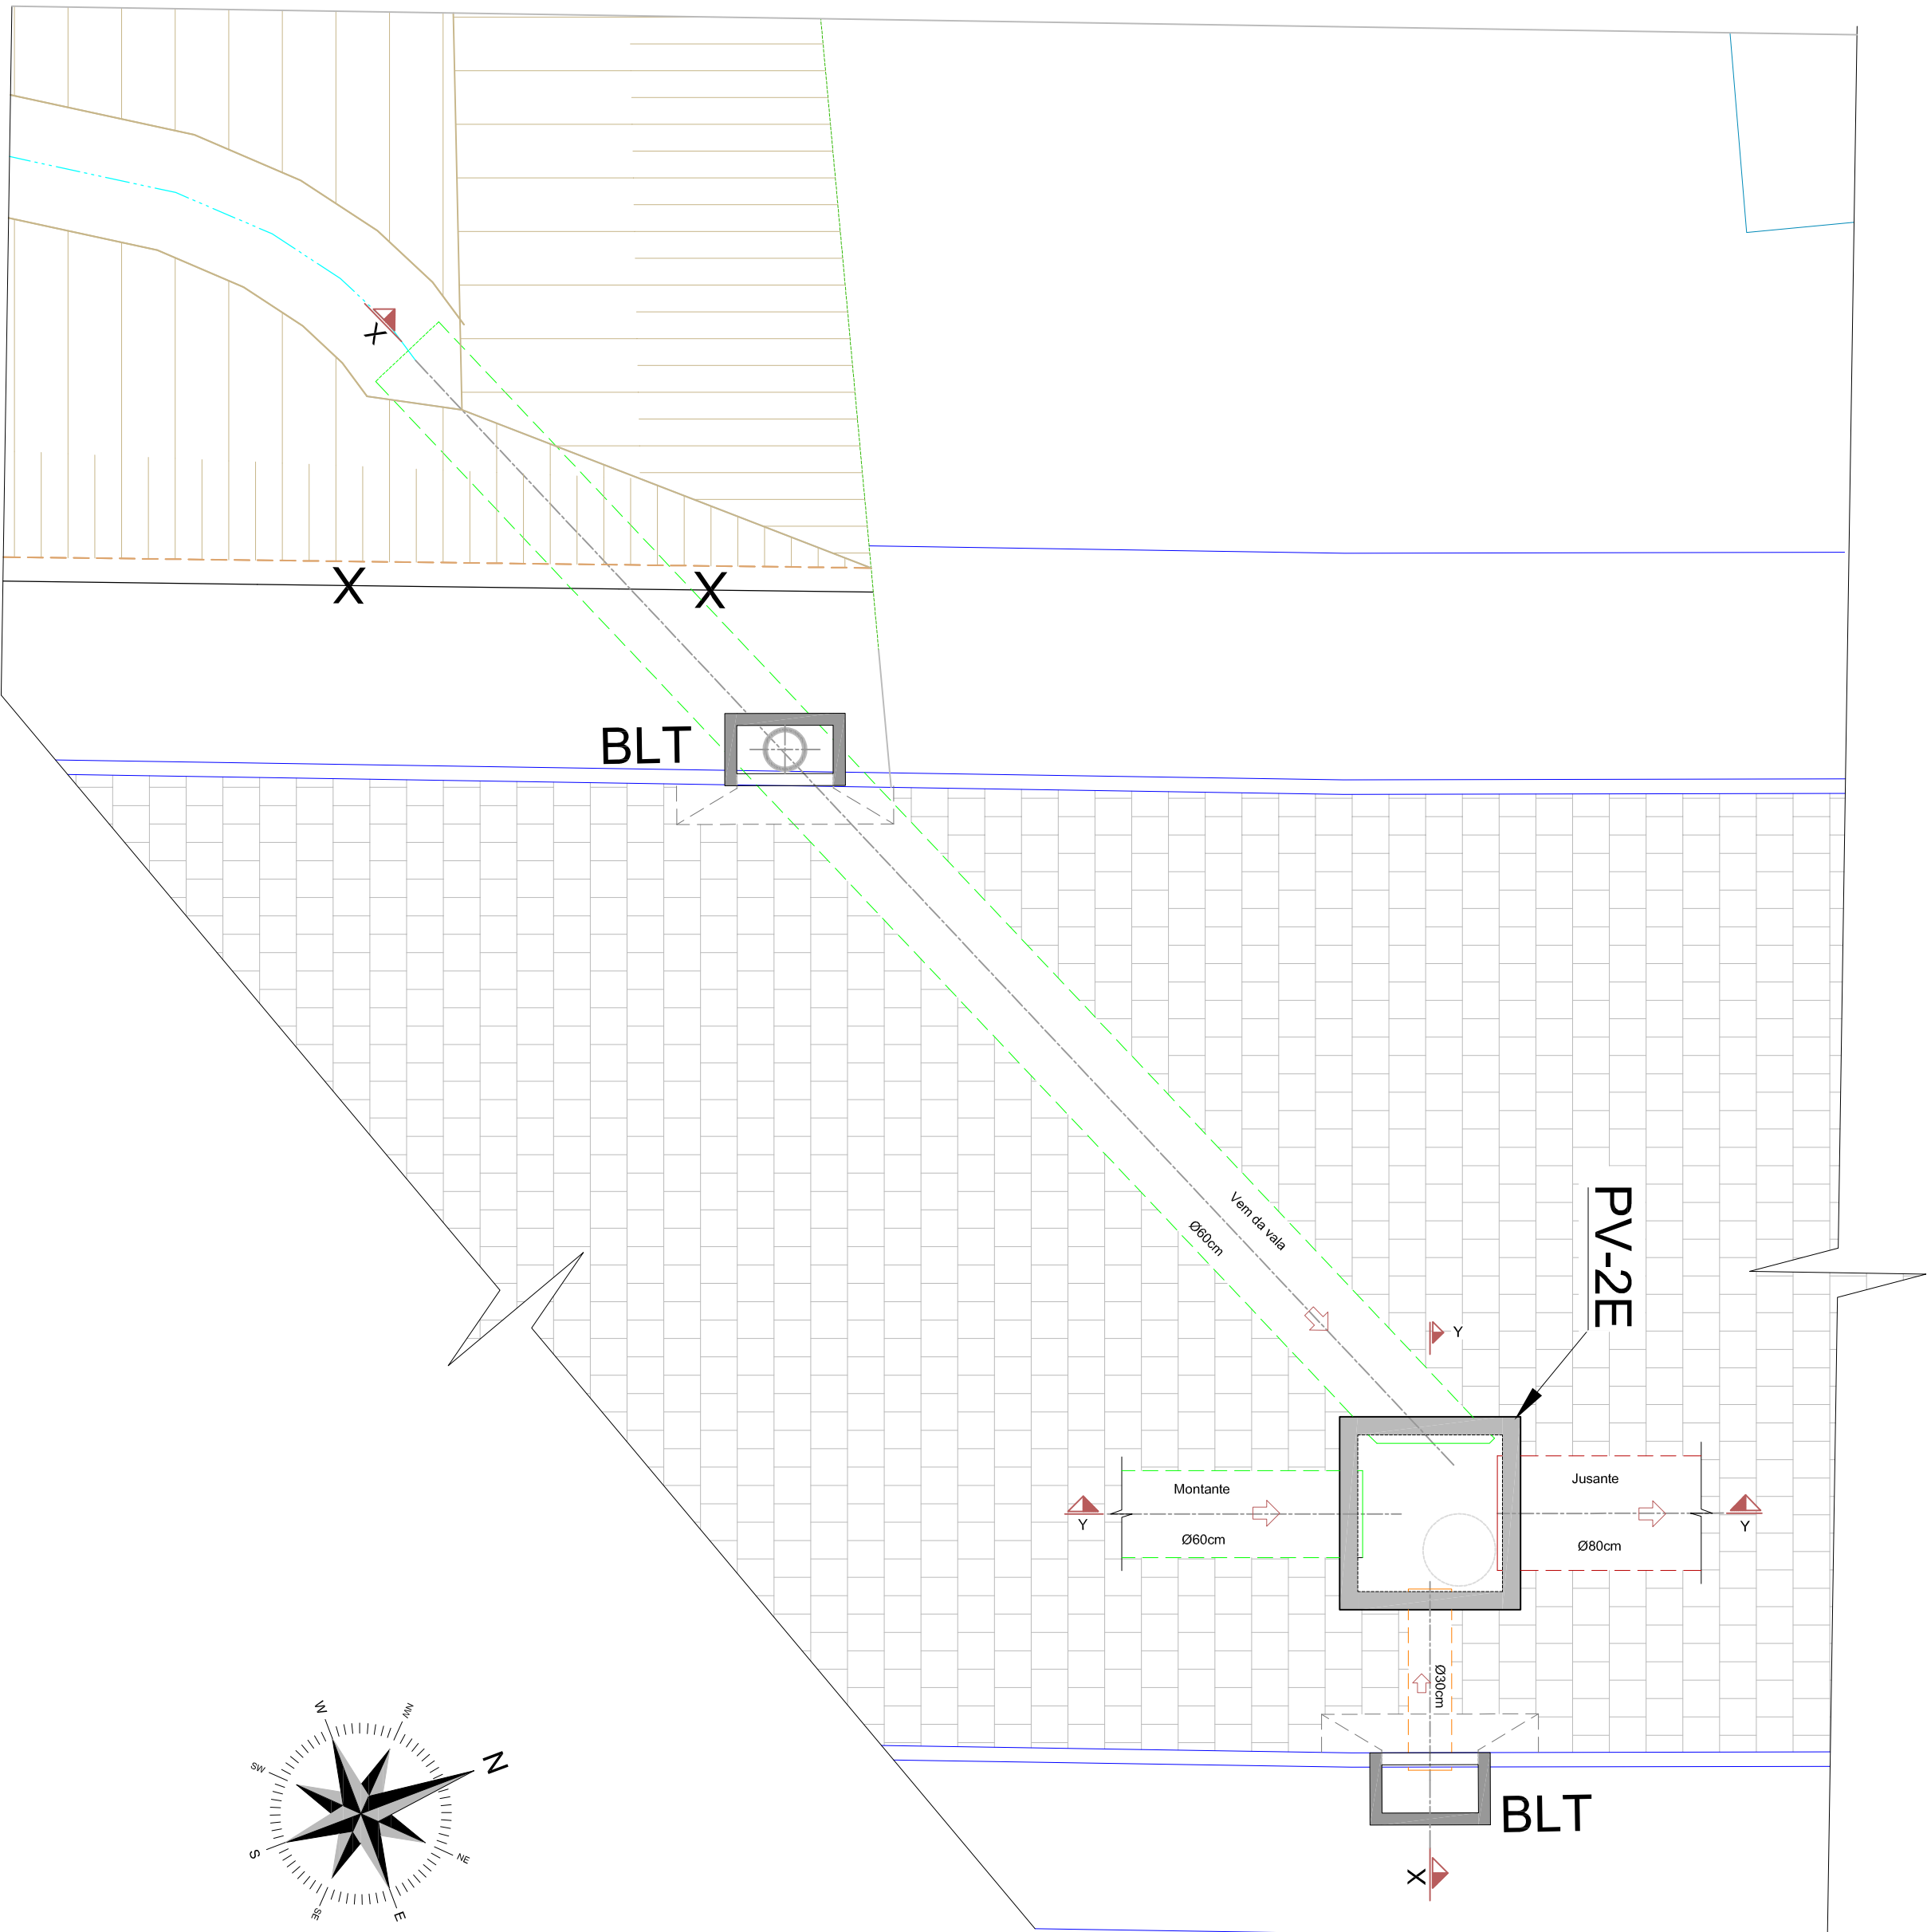 X
X
X
BLT
PV-2E
Vem da vala
Ø60cm
Y
Jusante
Montante
Y
Y
Ø60cm
Ø80cm
Ø30cm
BLT
X
W
NW
N
SW
S
NE
SE
E